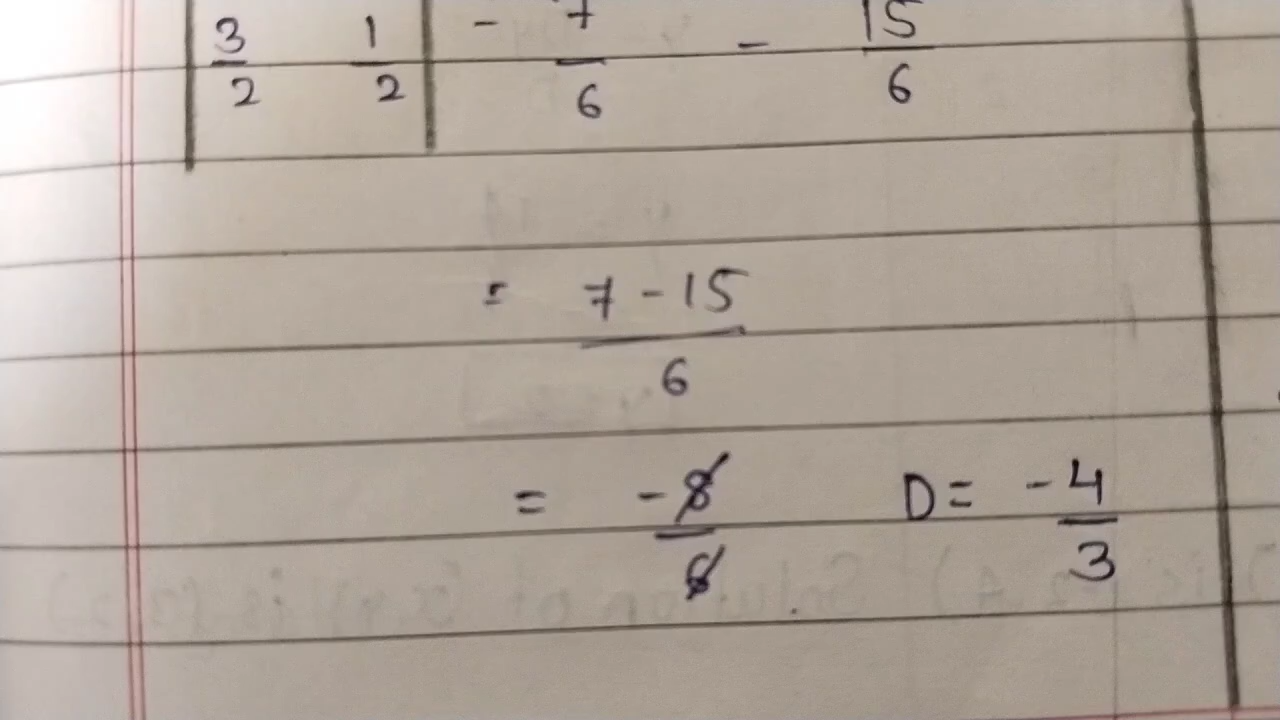 | 3/2 1/2 | - 7/6 - 15/6
= 7 - 15 / 6
= -8/6 D = -4/3